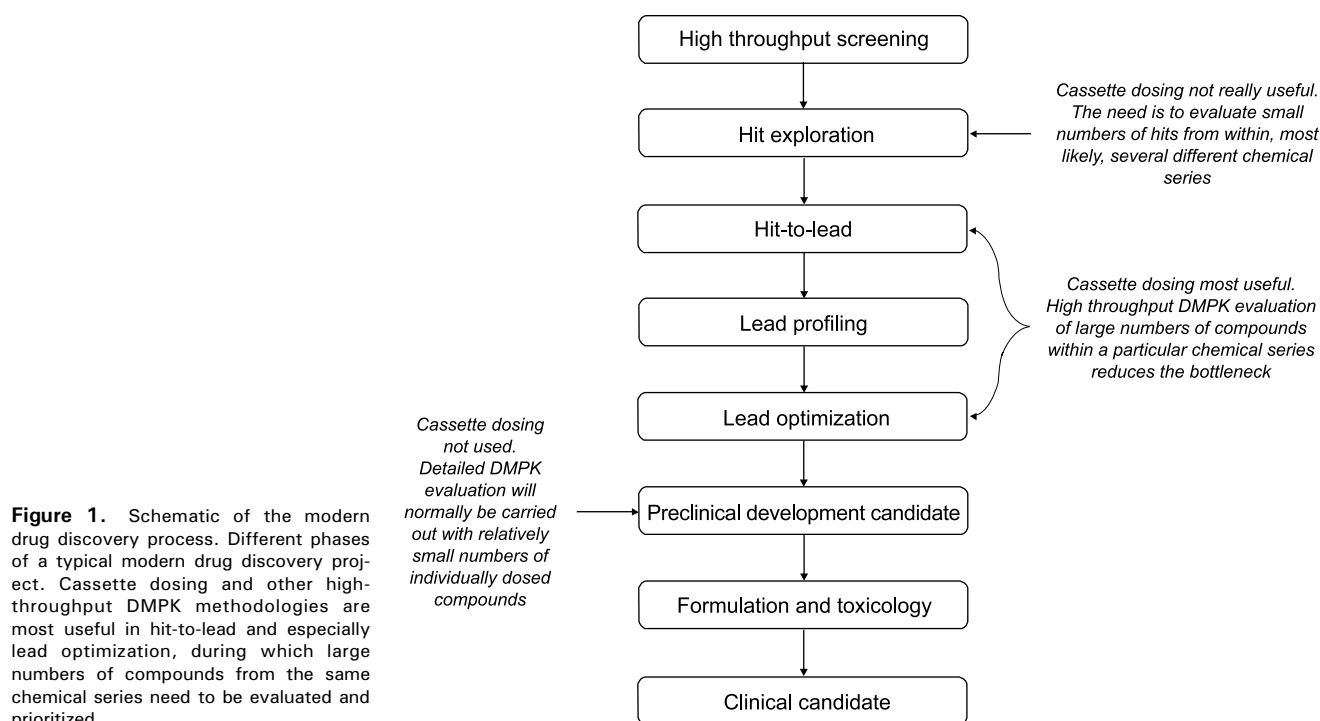 High throughput screening
Cassette dosing not really useful.
The need is to evaluate small
numbers of hits from within, most
likely, several different chemical
series
Hit exploration
Hit-to-lead
Cassette dosing most useful.
High throughput DMPK evaluation
of large numbers of compounds
within a particular chemical series
reduces the bottleneck
Lead profiling
Lead optimization
Cassette dosing
not used.
Detailed DMPK
evaluation will
normally be carried
out with relatively
small numbers of
individually dosed
compounds
Preclinical development candidate
Formulation and toxicology
Clinical candidate
Figure 1. Schematic of the modern
drug discovery process. Different phases
of a typical modern drug discovery proj-
ect. Cassette dosing and other high-
throughput DMPK methodologies are
most useful in hit-to-lead and especially
lead optimization, during which large
numbers of compounds from the same
chemical series need to be evaluated and
prioritized